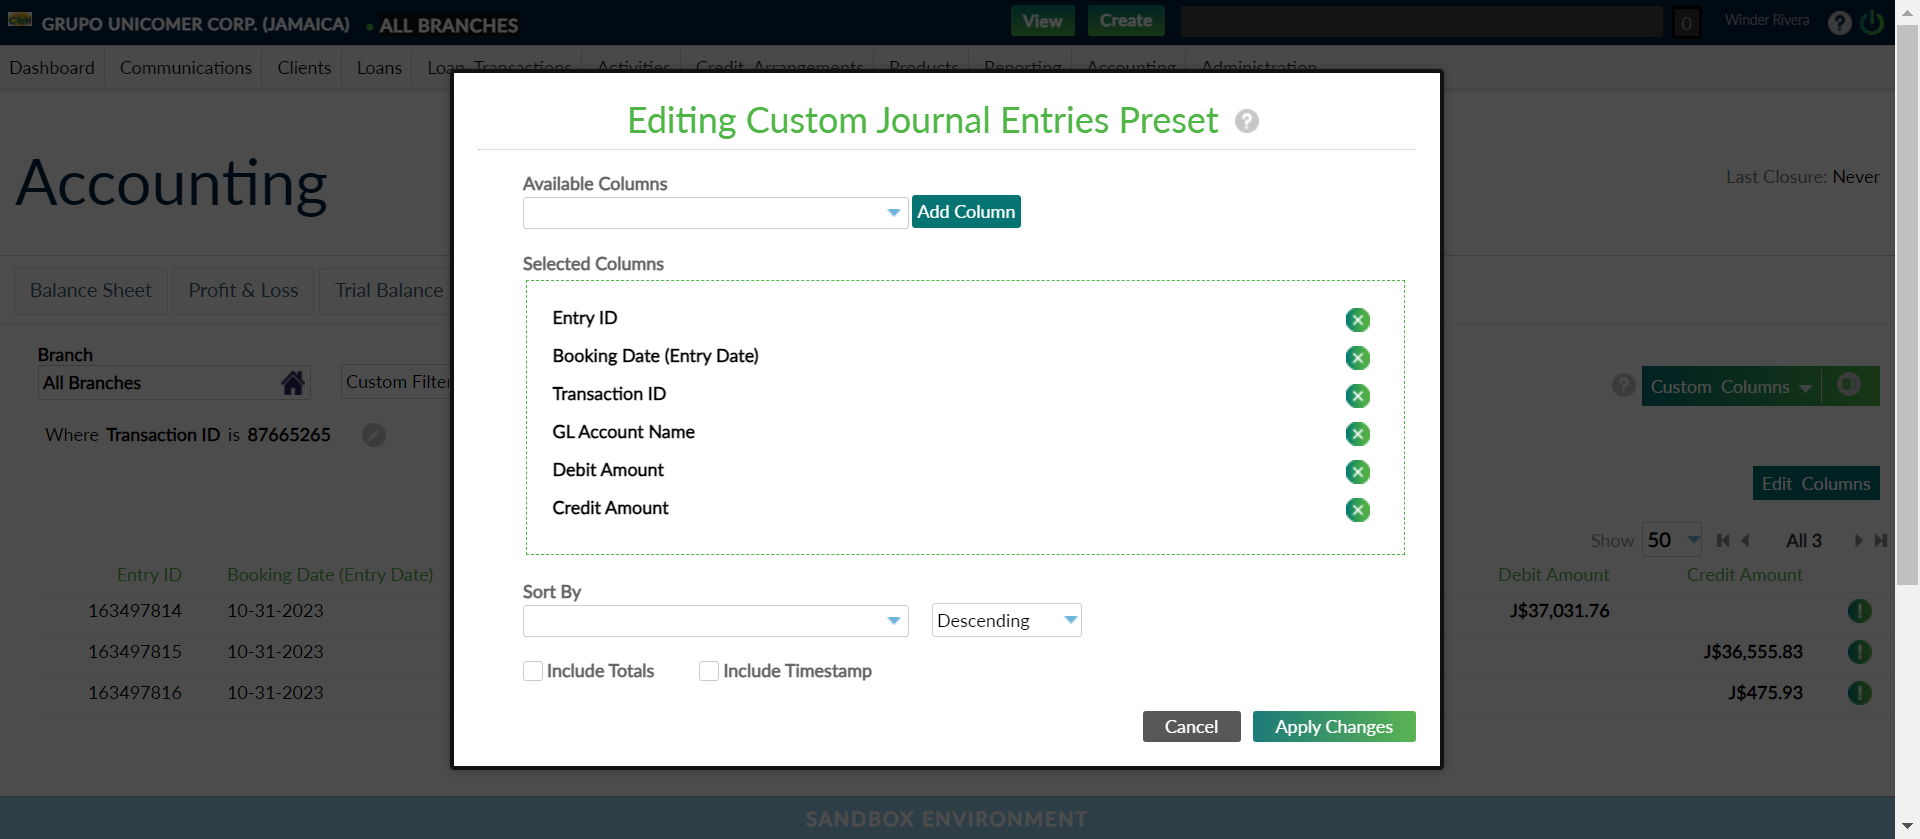 GRUPO UNICOMER CORP. (JAMAICA) • ALL BRANCHES
View Create 0 Winder Rivera ?
Dashboard Communications Clients Loans Loan Transactions Activities Credit Arrangements Products Reporting Accounting Administration
Editing Custom Journal Entries Preset ?
Accounting
Last Closure: Never
Available Columns
Add Column
Selected Columns
Balance Sheet Profit & Loss Trial Balance
Entry ID
Booking Date (Entry Date)
Transaction ID
GL Account Name
Debit Amount
Credit Amount
Branch
All Branches Custom Filter
? Custom Columns
Where Transaction ID is 87665265
Edit Columns
Show 50 All 3
Sort By
Descending
Include Totals Include Timestamp
Cancel Apply Changes
Entry ID Booking Date (Entry Date) Debit Amount Credit Amount
163497814 10-31-2023 J$37,031.76
163497815 10-31-2023 J$36,555.83
163497816 10-31-2023 J$475.93
SANDBOX ENVIRONMENT